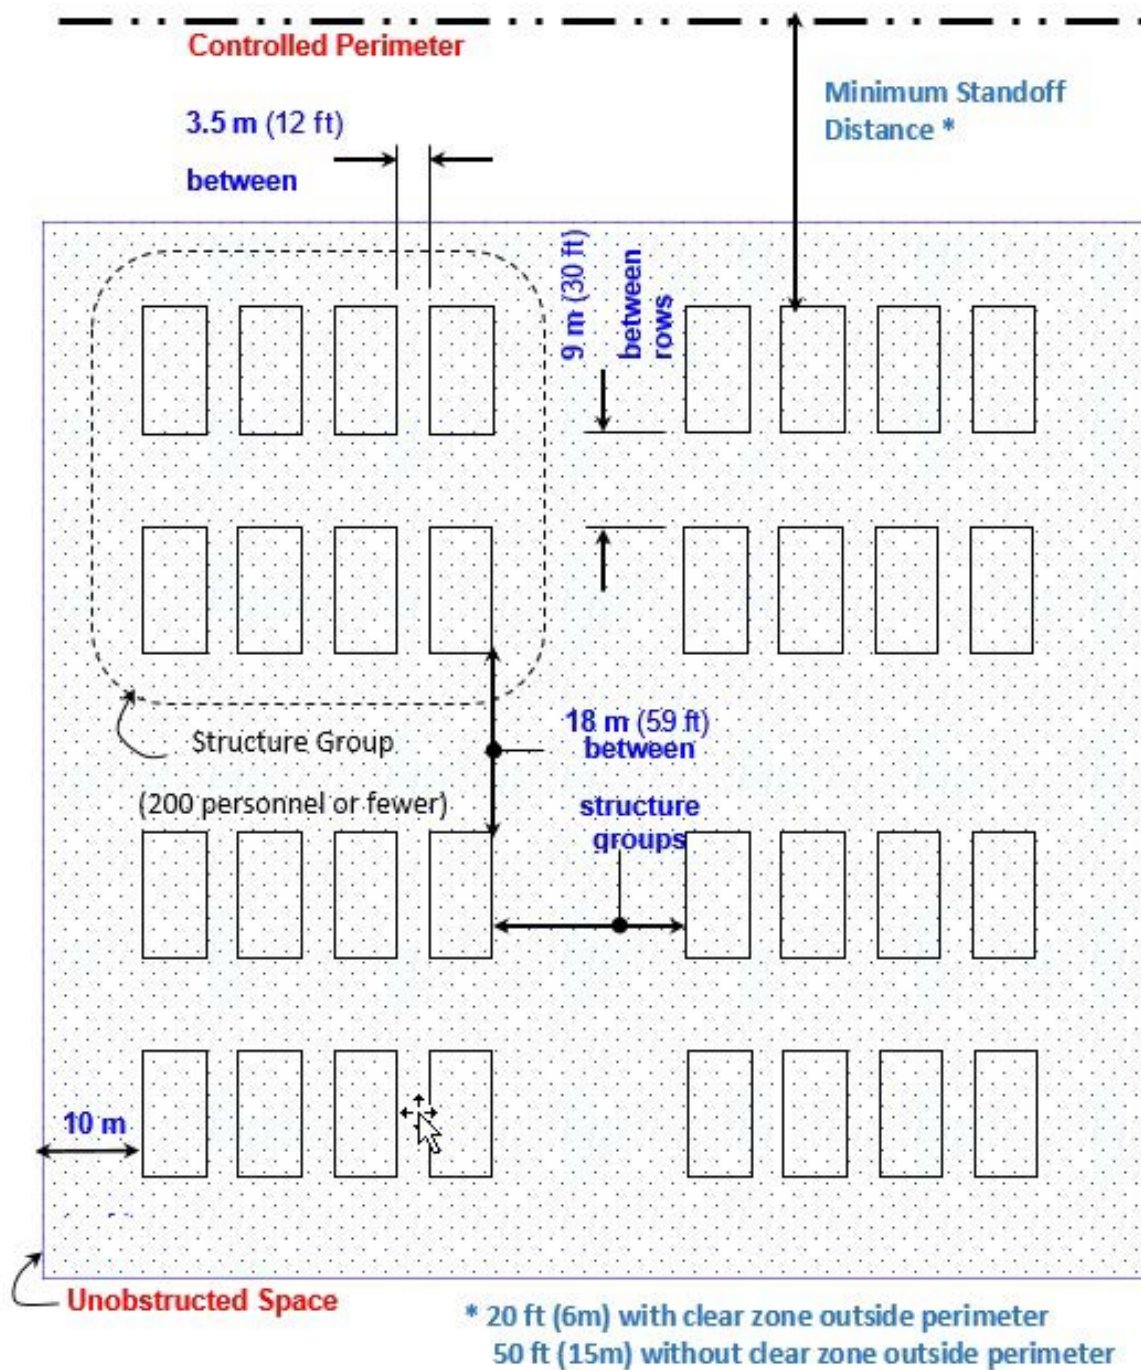 Controlled Perimeter
3.5 m (12 ft)
between
Minimum Standoff
Distance *
9 m (30 ft)
between
rows
18 m (59 ft)
between
structure
groups
Structure Group
(200 personnel or fewer)
10 m
Unobstructed Space
* 20 ft (6m) with clear zone outside perimeter
50 ft (15m) without clear zone outside perimeter